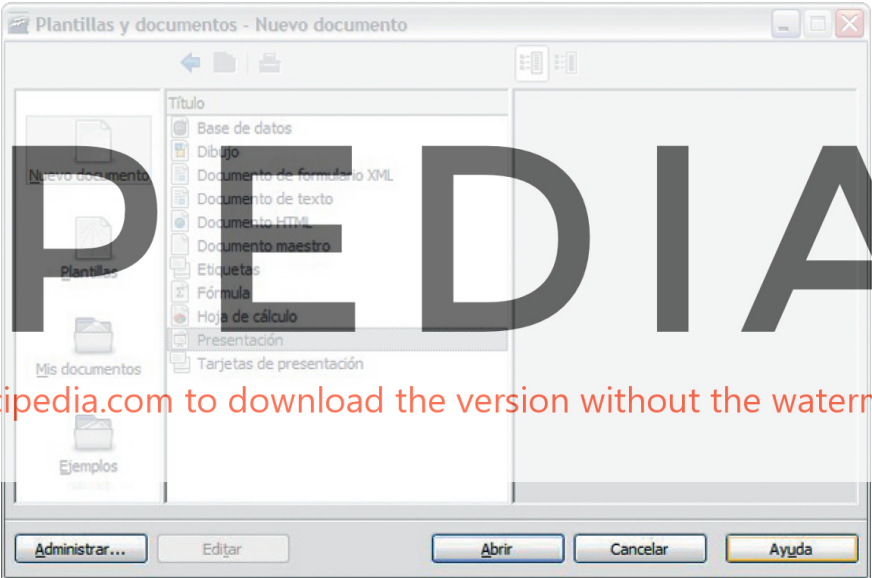 Plantillas y documentos - Nuevo documento
Título
Base de datos
Dibujo
Documento de formulario XML
Documento de texto
Documento HTML
Documento maestro
Etiquetas
Fórmula
Hoja de cálculo
Presentación
Tarjetas de presentación
Nuevo documento
Plantillas
Mis documentos
Ejemplos
PEDIA
cipedia.com to download the version without the waterm
Administrar...
Editar
Abrir
Cancelar
Ayuda